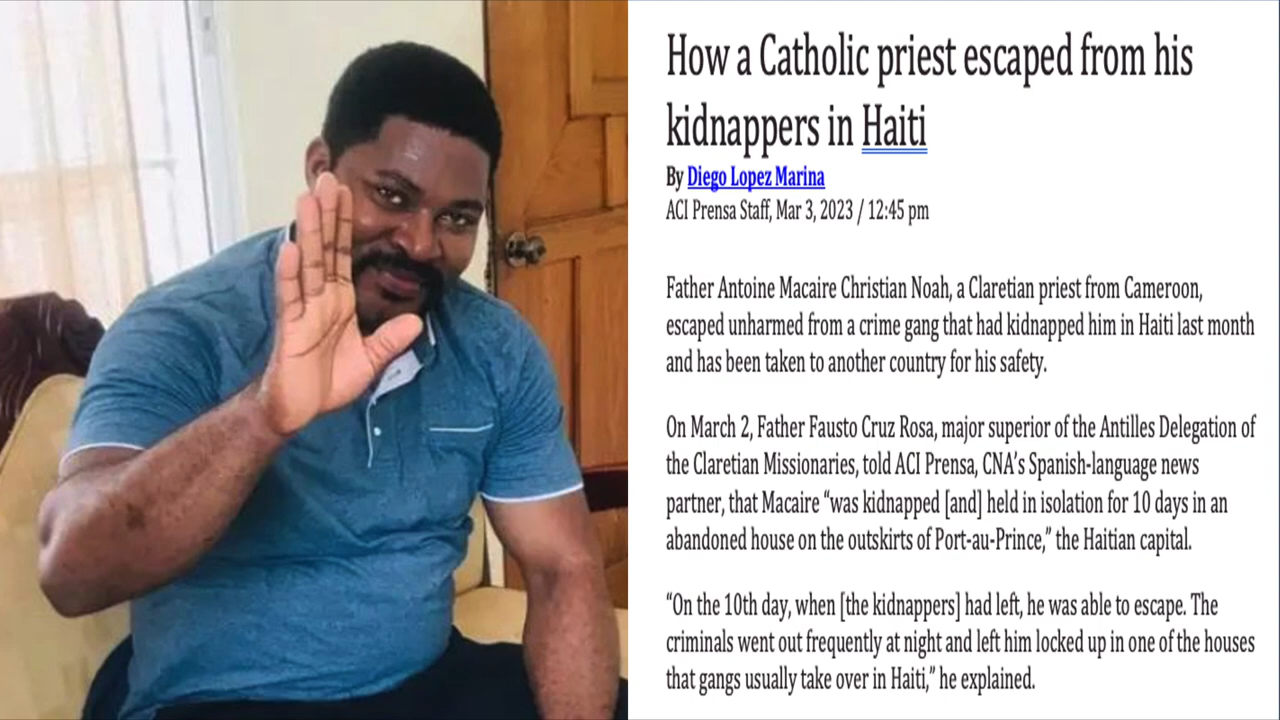 How a Catholic priest escaped from his
kidnappers in Haiti
By Diego Lopez Marina
ACI Prensa Staff, Mar 3, 2023 / 12:45 pm
Father Antoine Macaire Christian Noah, a Claretian priest from Cameroon,
escaped unharmed from a crime gang that had kidnapped him in Haiti last month
and has been taken to another country for his safety.
On March 2, Father Fausto Cruz Rosa, major superior of the Antilles Delegation of
the Claretian Missionaries, told ACI Prensa, CNA’s Spanish-language news
partner, that Macaire “was kidnapped [and] held in isolation for 10 days in an
abandoned house on the outskirts of Port-au-Prince,” the Haitian capital.
“On the 10th day, when [the kidnappers] had left, he was able to escape. The
criminals went out frequently at night and left him locked up in one of the houses
that gangs usually take over in Haiti,” he explained.